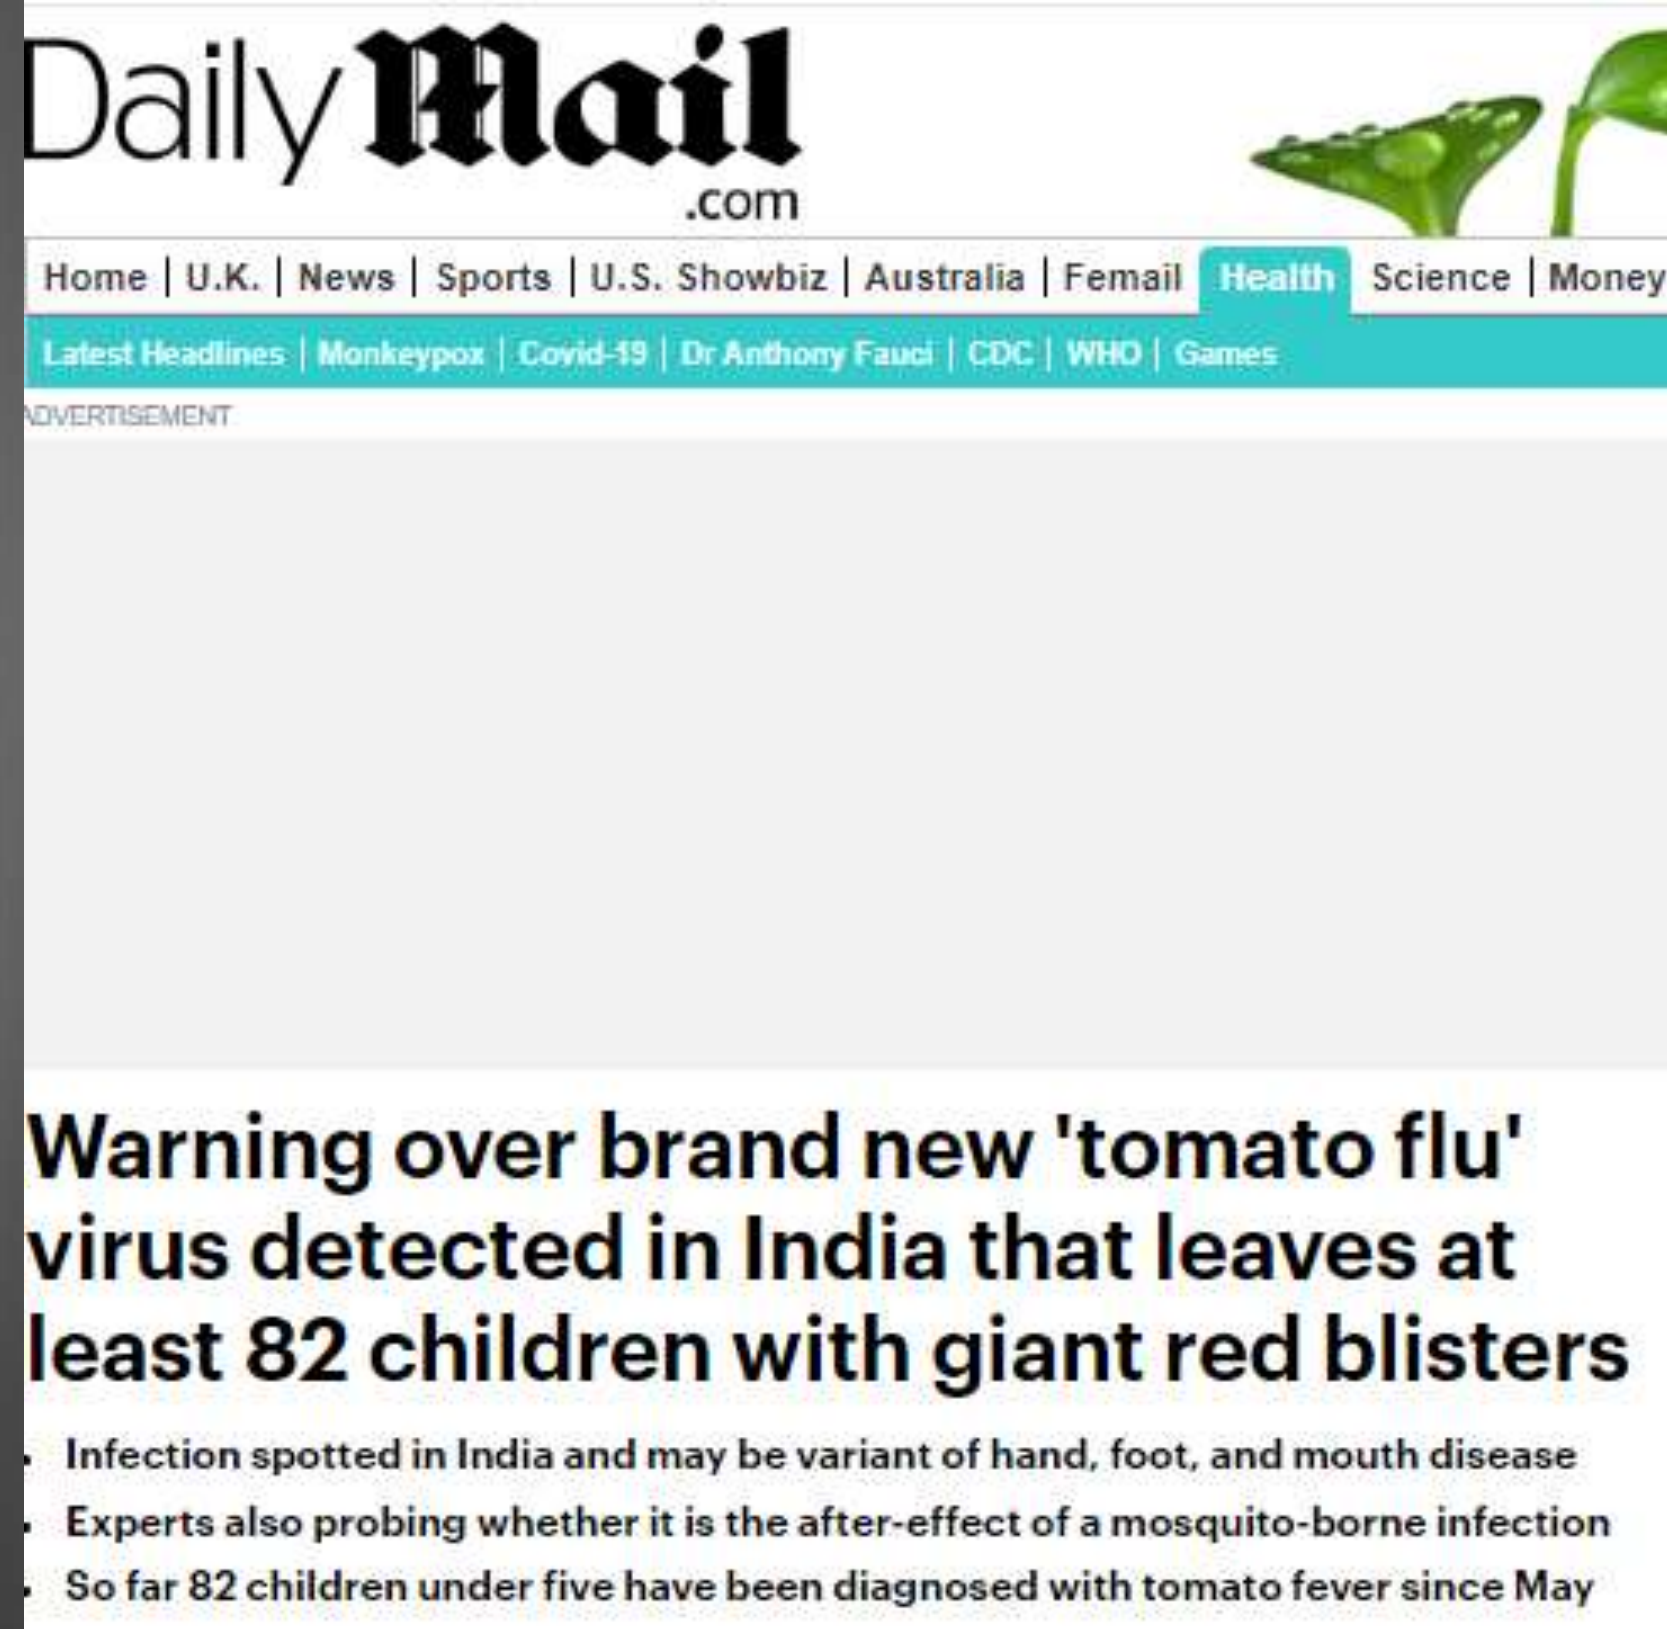 Daily Mail
.com
Home | U.K. | News | Sports | U.S. Showbiz | Australia | Femail Health Science | Money
Latest Headlines | Monkeypox | Covid-19 | Dr Anthony Fauci | CDC | WHO | Games
ADVERTISEMENT
Warning over brand new 'tomato flu'
virus detected in India that leaves at
least 82 children with giant red blisters
• Infection spotted in India and may be variant of hand, foot, and mouth disease
• Experts also probing whether it is the after-effect of a mosquito-borne infection
• So far 82 children under five have been diagnosed with tomato fever since May